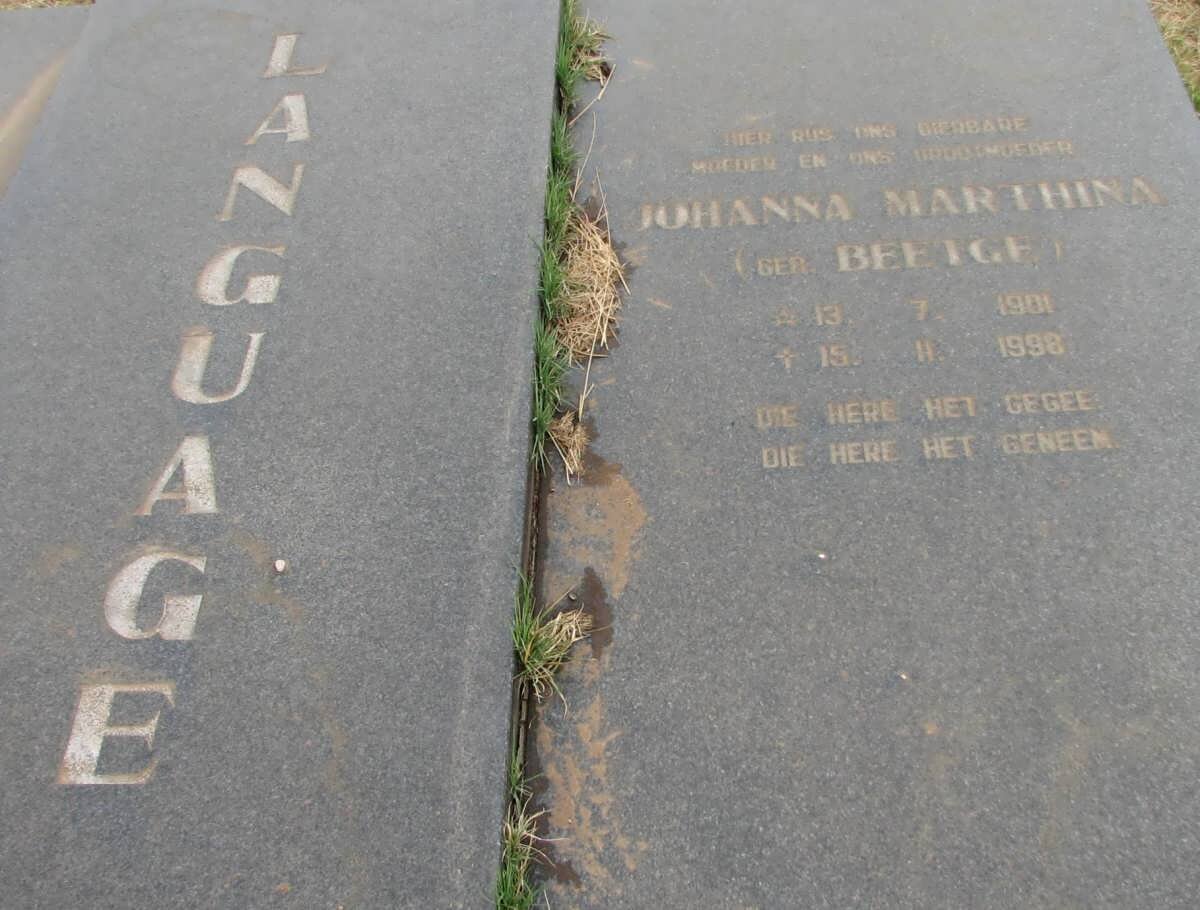 LANGUAGE
HIER RUS ONS DIERBARE
MOEDER EN ONS GROOTMOEDER
JOHANNA MARTHINA
(GEB. BEETGE)
☆ 13. 7. 1901
† 15. 11. 1998
DIE HERE HET GEGEE
DIE HERE HET GENEEM.